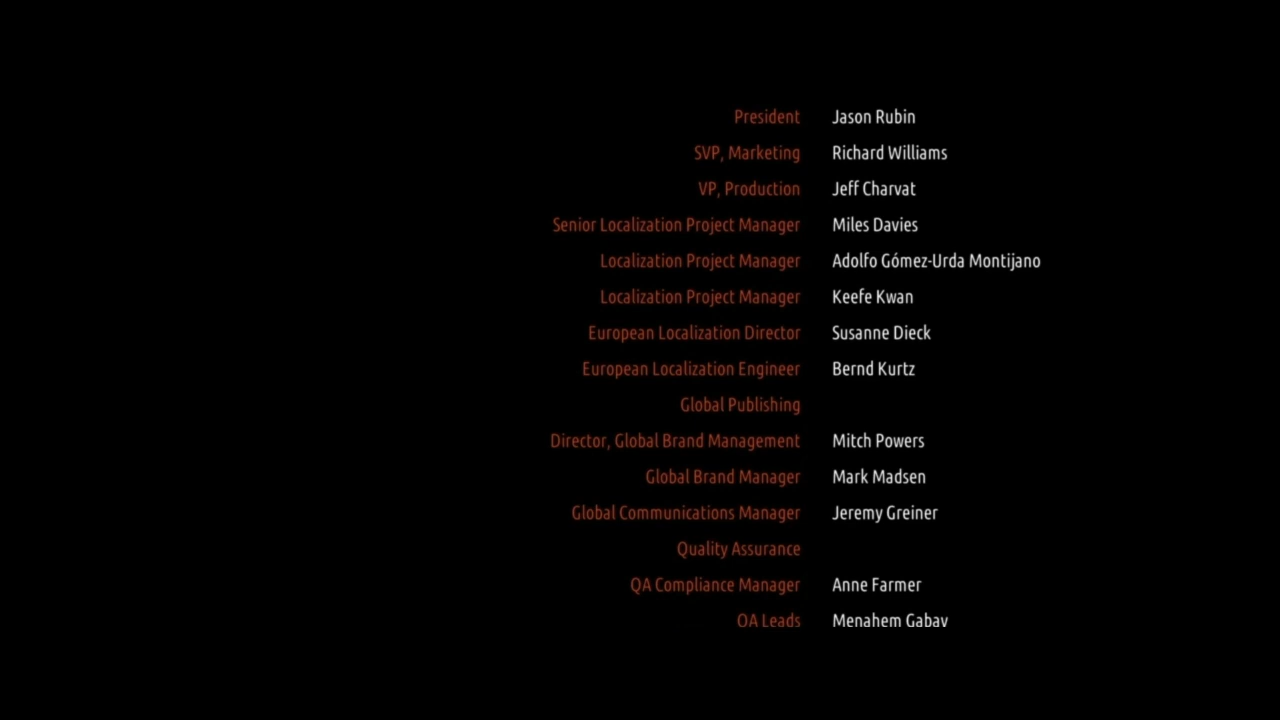 President Jason Rubin
SVP, Marketing Richard Williams
VP, Production Jeff Charvat
Senior Localization Project Manager Miles Davies
Localization Project Manager Adolfo Gómez-Urda Montijano
Localization Project Manager Keefe Kwan
European Localization Director Susanne Dieck
European Localization Engineer Bernd Kurtz
Global Publishing
Director, Global Brand Management Mitch Powers
Global Brand Manager Mark Madsen
Global Communications Manager Jeremy Greiner
Quality Assurance
QA Compliance Manager Anne Farmer
QA Leads Menahem Gabay